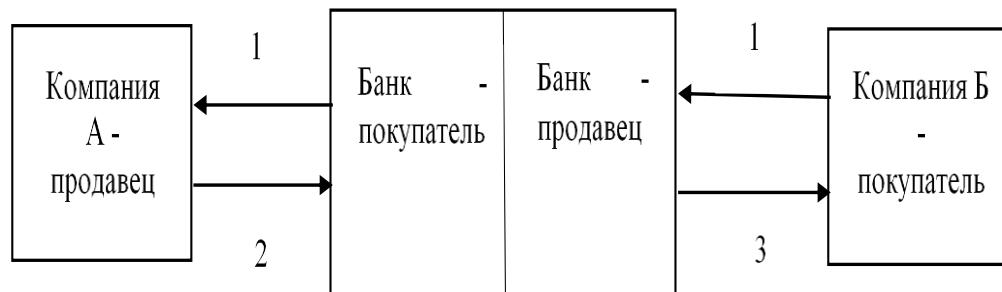 1
1
Компания
А -
продавец
Банк -
покупатель
Банк -
продавец
Компания Б
-
покупатель
2
3